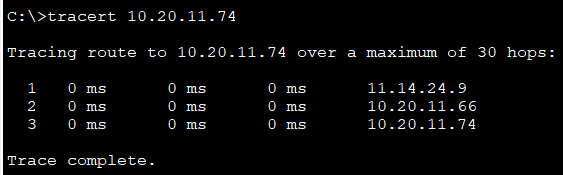 C:\>tracert 10.20.11.74
Tracing route to 10.20.11.74 over a maximum of 30 hops:
1 0 ms 0 ms 0 ms 11.14.24.9
2 0 ms 0 ms 0 ms 10.20.11.66
3 0 ms 0 ms 0 ms 10.20.11.74
Trace complete.